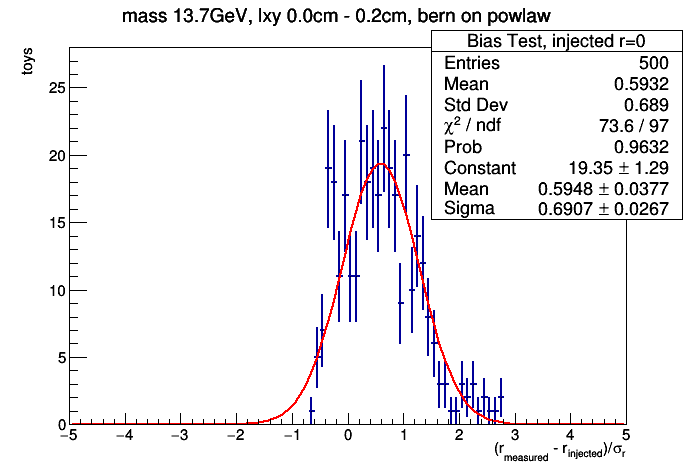 mass 13.7GeV, lxy 0.0cm - 0.2cm, bern on powlaw
Bias Test, injected r=0
Entries 500
Mean 0.5932
Std Dev 0.689
χ² / ndf 73.6 / 97
Prob 0.9632
Constant 19.35 ± 1.29
Mean 0.5948 ± 0.0377
Sigma 0.6907 ± 0.0267
toys
25
20
15
10
5
0
−5 −4 −3 −2 −1 0 1 2 3 4 5
(r_measured - r_injected)/σ_r